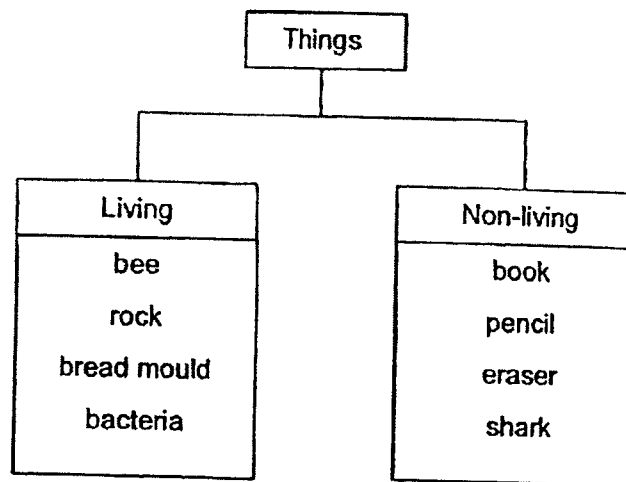 Things
Living
bee
rock
bread mould
bacteria
Non-living
book
pencil
eraser
shark